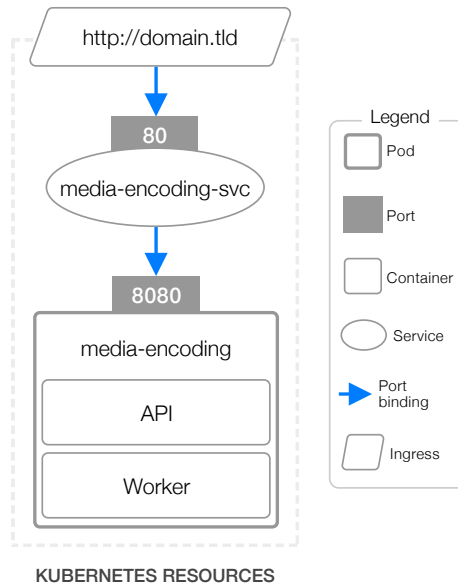 http://domain.tld
80
media-encoding-svc
8080
media-encoding
API
Worker
KUBERNETES RESOURCES
Legend
Pod
Port
Container
Service
Port
binding
Ingress